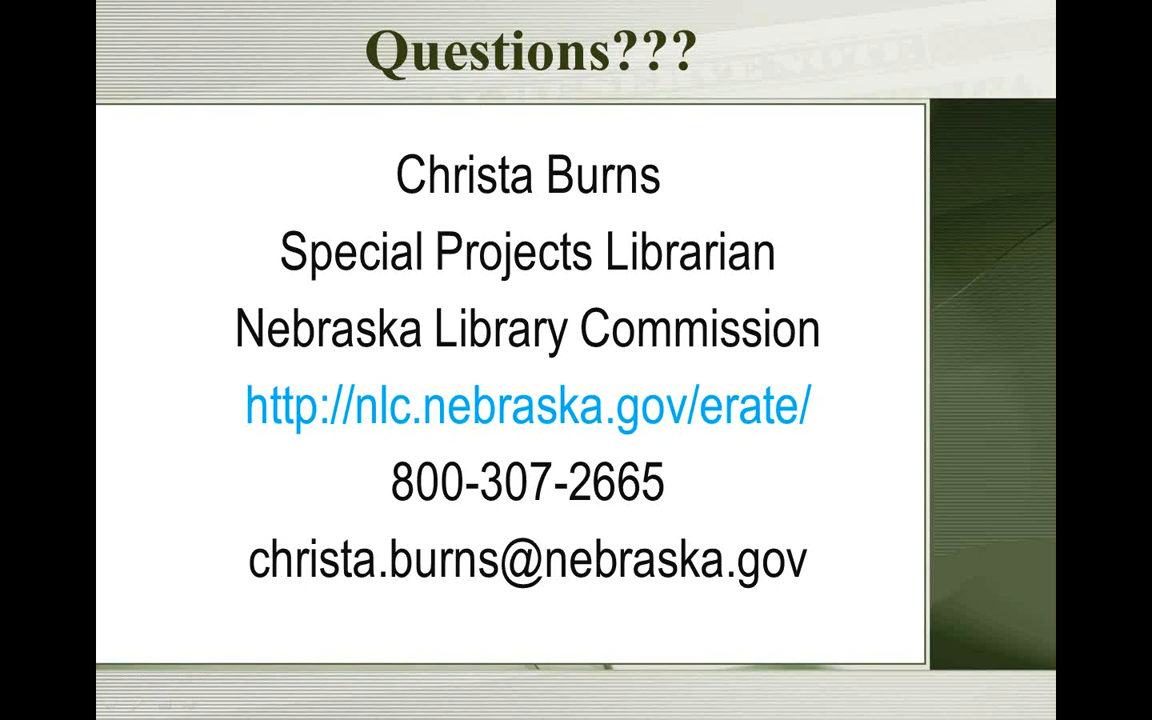 Questions???
Christa Burns
Special Projects Librarian
Nebraska Library Commission
http://nlc.nebraska.gov/erate/
800-307-2665
christa.burns@nebraska.gov